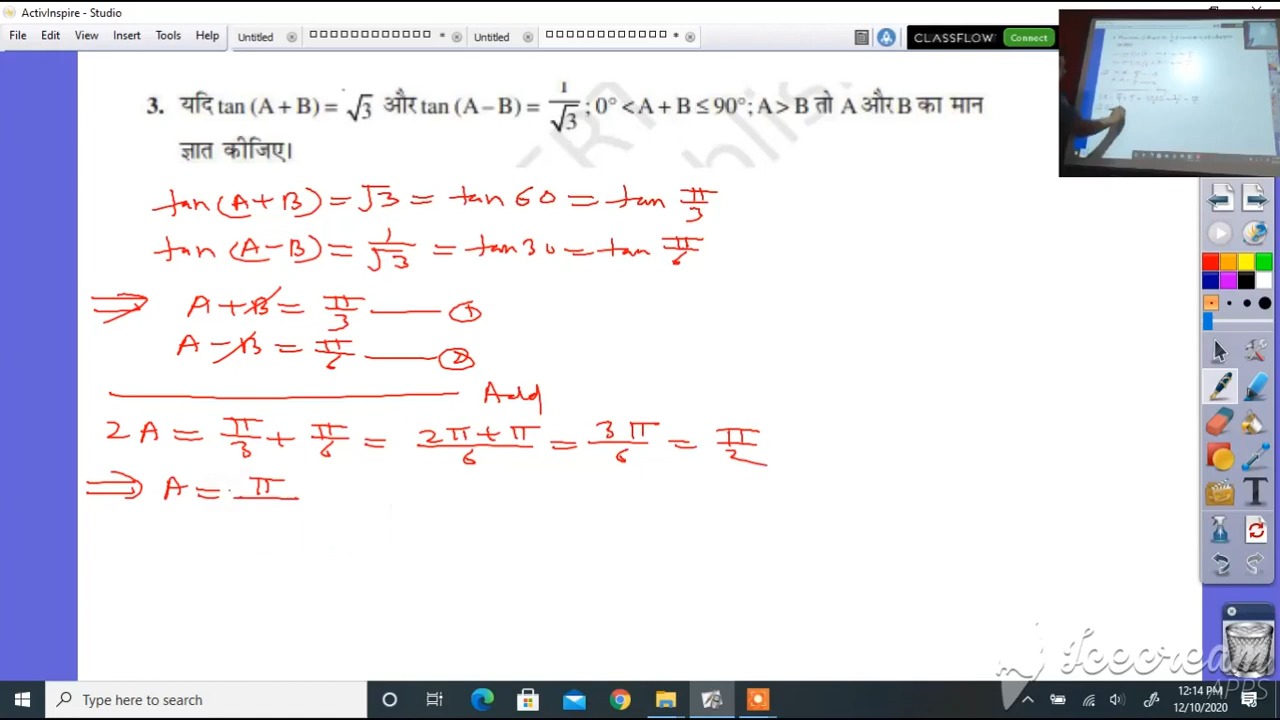 ActivInspire - Studio
File Edit View Insert Tools Help Untitled Untitled CLASSFLOW Connect
3. यदि tan (A + B) = √3 और tan (A – B) = 1/√3 ; 0° < A + B ≤ 90°; A > B तो A और B का मान
ज्ञात कीजिए।
tan (A + B) = √3 = tan 60 = tan π/3
tan (A – B) = 1/√3 = tan 30 = tan π/6
⇒ A + B = π/3 —— ①
A – B = π/6 —— ②
Add
2A = π/3 + π/6 = 2π + π/6 = 3π/6 = π/2
⇒ A = π
Icecream
APPS
Type here to search
12:14 PM
12/10/2020